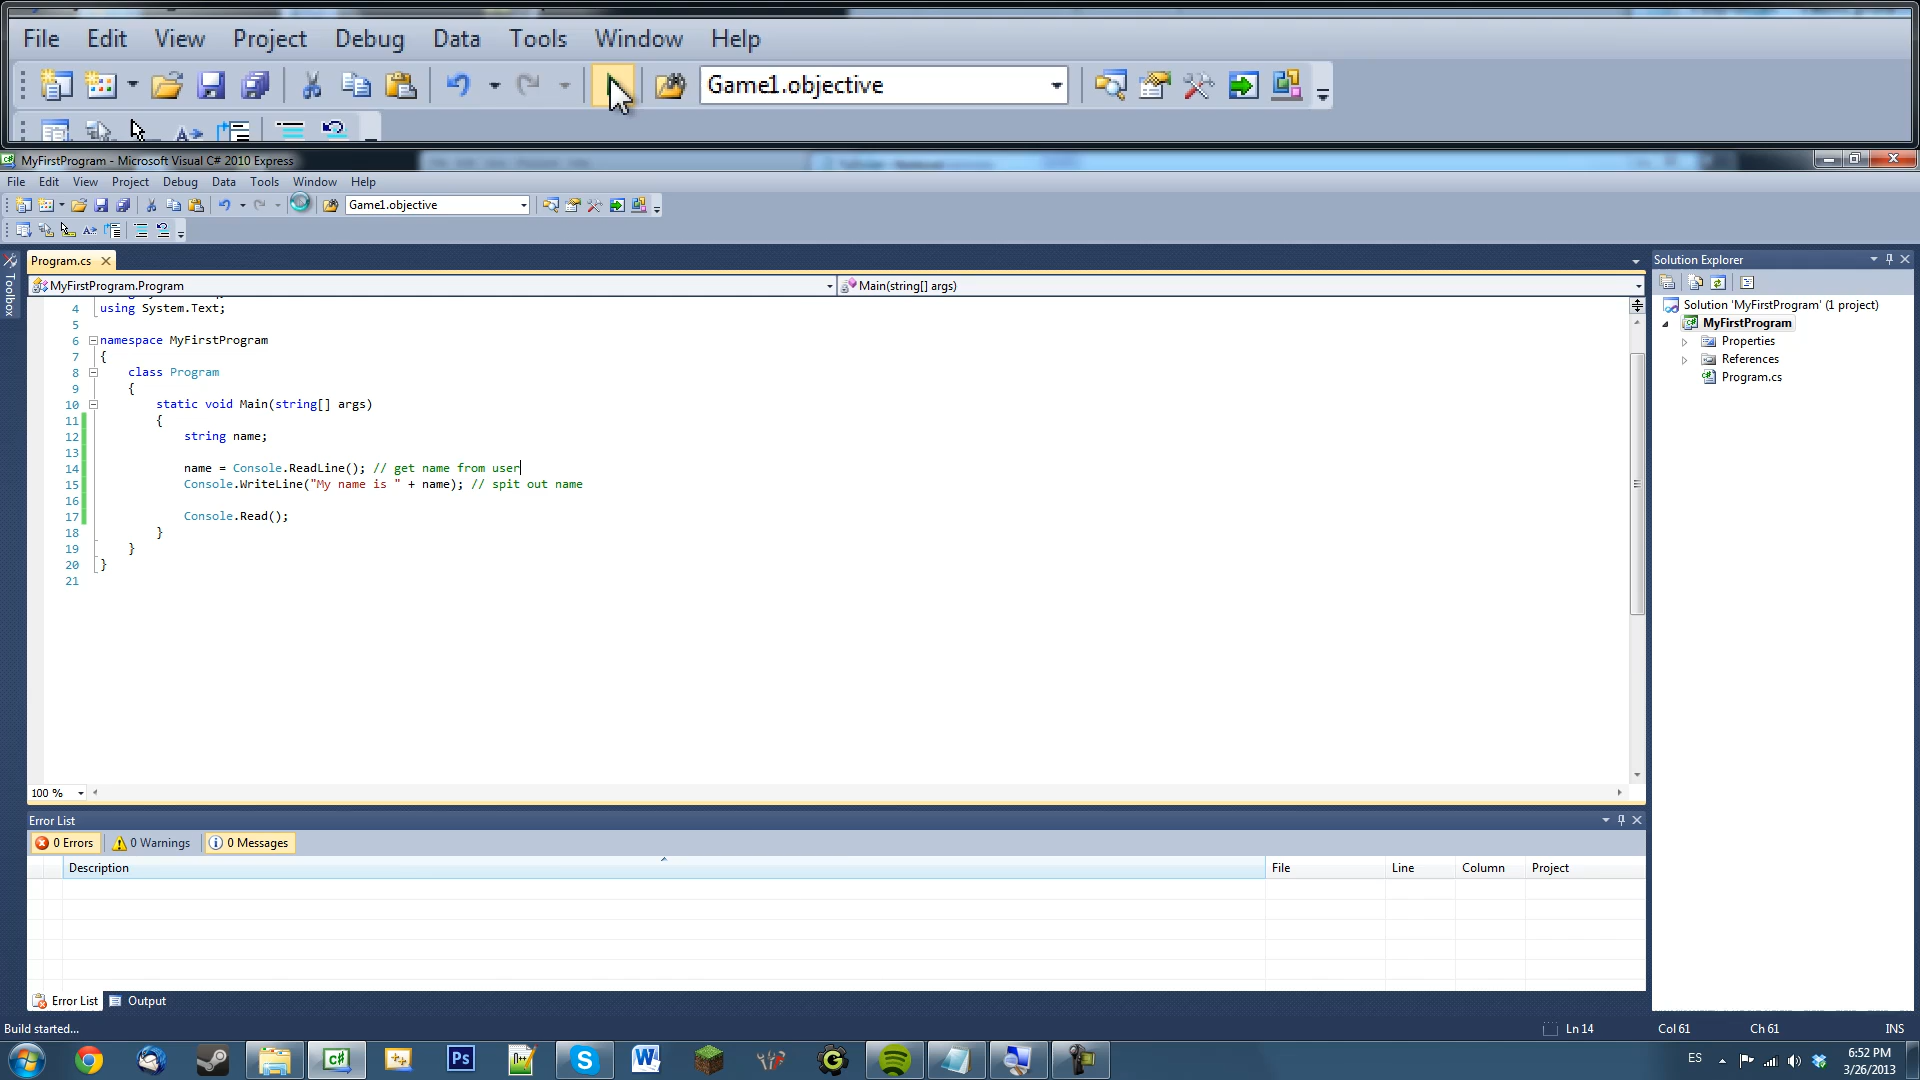 File Edit View Project Debug Data Tools Window Help
Game1.objective
MyFirstProgram - Microsoft Visual C# 2010 Express
File Edit View Project Debug Data Tools Window Help
Game1.objective
Program.cs
Solution Explorer
MyFirstProgram.Program
Main(string[] args)
Toolbox
Solution 'MyFirstProgram' (1 project)
MyFirstProgram
Properties
References
Program.cs
4 using System.Text;
5
6 namespace MyFirstProgram
7 {
8 class Program
9 {
10 static void Main(string[] args)
11 {
12 string name;
13
14 name = Console.ReadLine(); // get name from user
15 Console.WriteLine("My name is " + name); // spit out name
16
17 Console.Read();
18 }
19 }
20 }
21
100 %
Error List
0 Errors 0 Warnings 0 Messages
Description File Line Column Project
Error List Output
Build started... Ln 14 Col 61 Ch 61 INS
Ps
ES
6:52 PM
3/26/2013